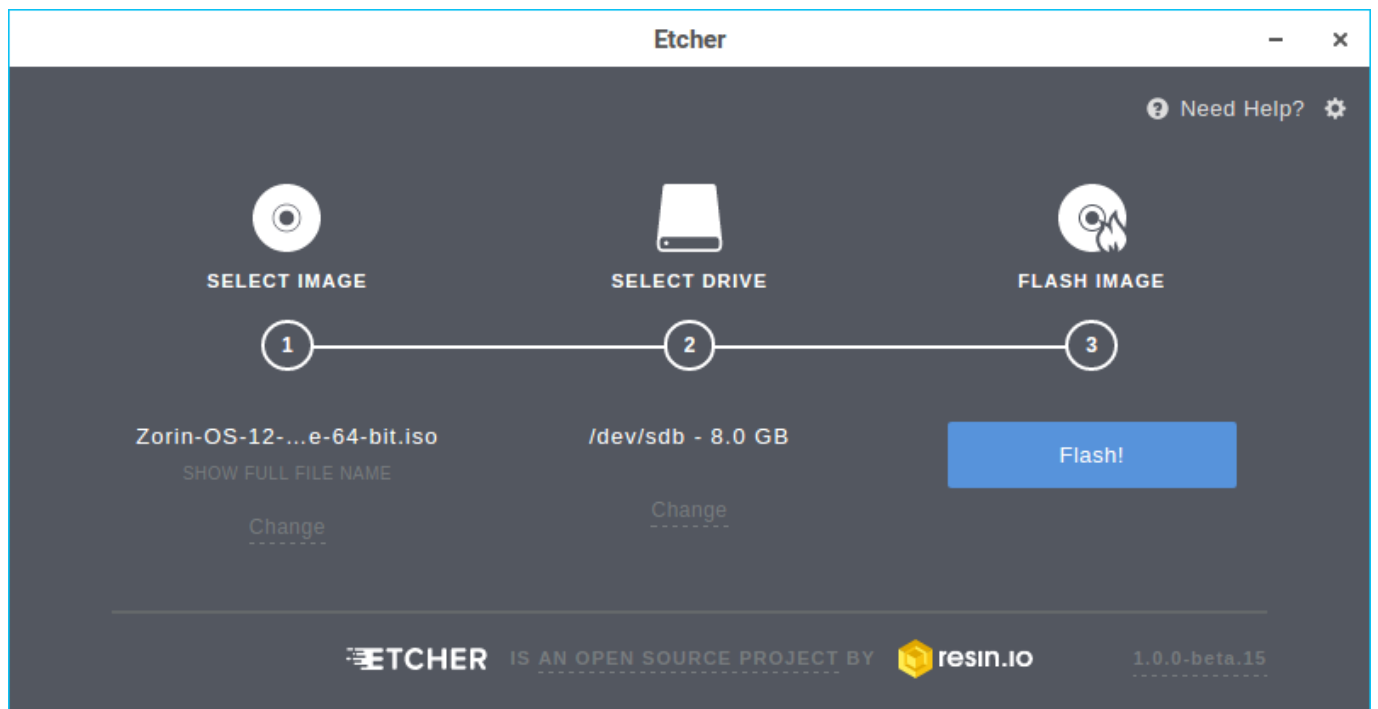 Etcher
Need Help?
SELECT IMAGE
SELECT DRIVE
FLASH IMAGE
1
2
3
Zorin-OS-12-...e-64-bit.iso
/dev/sdb - 8.0 GB
Flash!
SHOW FULL FILE NAME
Change
Change
ETCHER IS AN OPEN SOURCE PROJECT BY resin.io 1.0.0-beta.15